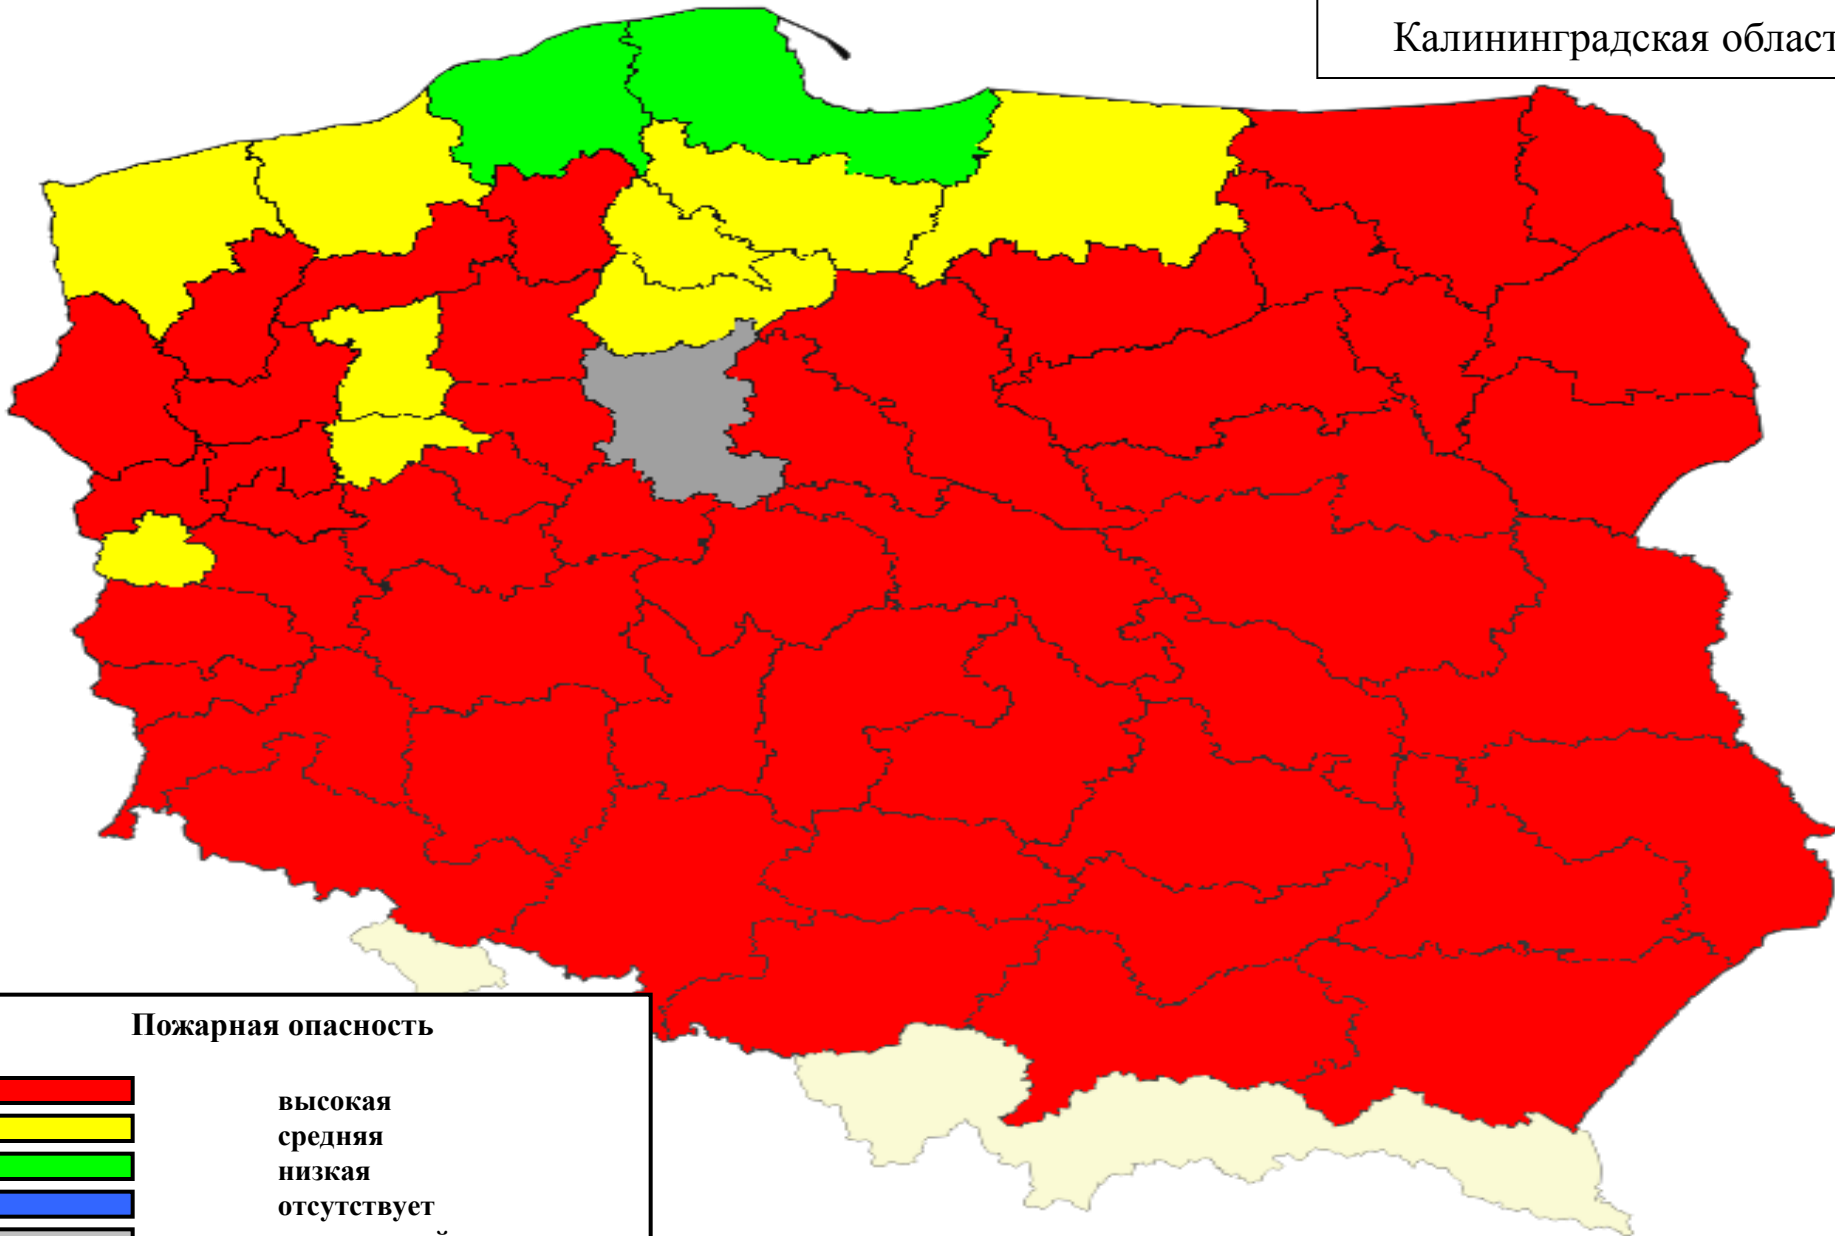 Калининградская област
Пожарная опасность
высокая
средняя
низкая
отсутствует